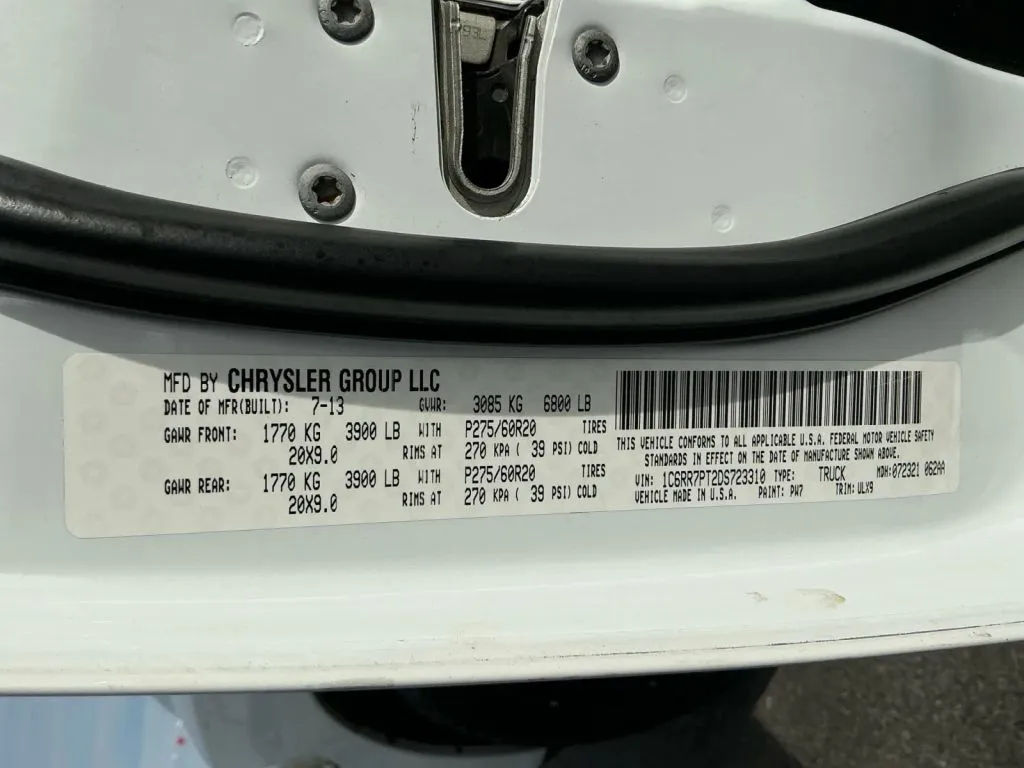 MFD BY CHRYSLER GROUP LLC
DATE OF MFR(BUILT): 7-13 GVWR: 3085 KG 6800 LB
GAWR FRONT: 1770 KG 3900 LB WITH P275/60R20 TIRES
20X9.0 RIMS AT 270 KPA( 39 PSI) COLD
GAWR REAR: 1770 KG 3900 LB WITH P275/60R20 TIRES
20X9.0 RIMS AT 270 KPA( 39 PSI) COLD
THIS VEHICLE CONFORMS TO ALL APPLICABLE U.S.A. FEDERAL MOTOR VEHICLE SAFETY
STANDARDS IN EFFECT ON THE DATE OF MANUFACTURE SHOWN ABOVE.
VIN: 1C6RR7PT2DS723310 TYPE: TRUCK MDH:072321 062AA
VEHICLE MADE IN U.S.A. PAINT: PW7 TRIM: ULX9